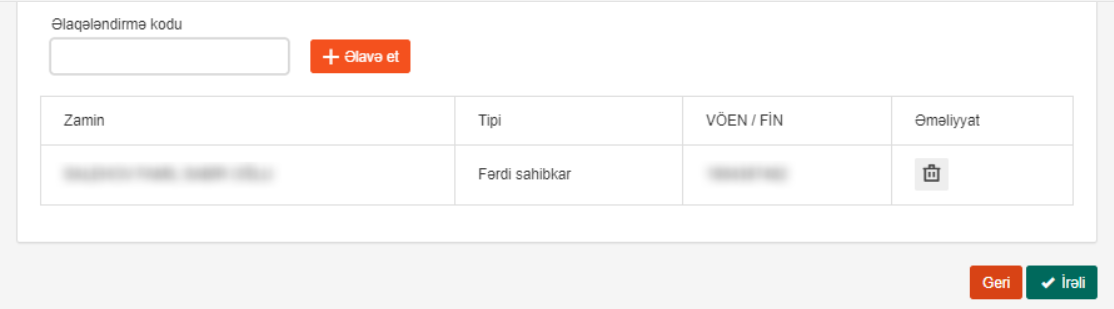 Əlaqələndirmə kodu
Əlavə et
Zamin Tipi VÖEN / FİN Əməliyyat
Fərdi sahibkar
Geri İrəli